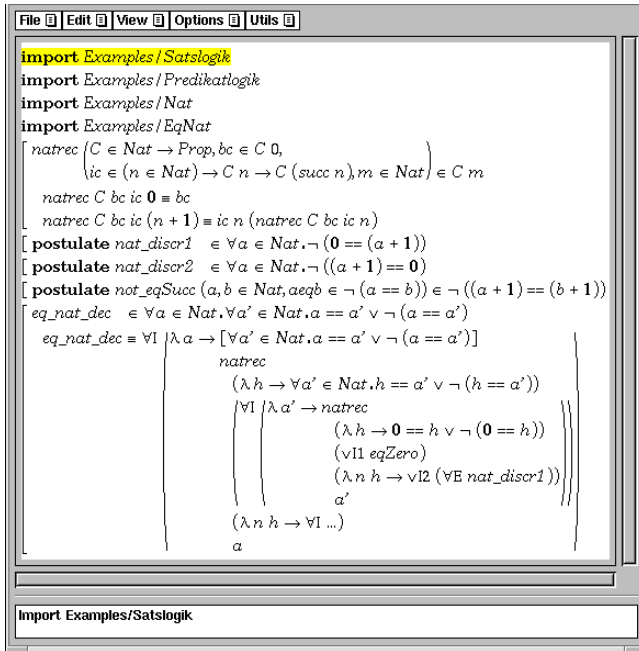 File Edit View Options Utils
import Examples/Satslogik
import Examples/Predikatlogik
import Examples/Nat
import Examples/EqNat
natrec (C ∈ Nat → Prop, bc ∈ C 0,
ic ∈ (n ∈ Nat) → C n → C (succ n), m ∈ Nat) ∈ C m
natrec C bc ic 0 ≡ bc
natrec C bc ic (n + 1) ≡ ic n (natrec C bc ic n)
postulate nat_discr1 ∈ ∀a ∈ Nat.¬ (0 == (a + 1))
postulate nat_discr2 ∈ ∀a ∈ Nat.¬ ((a + 1) == 0)
postulate not_eqSucc (a, b ∈ Nat, aeqb ∈ ¬ (a == b)) ∈ ¬ ((a + 1) == (b + 1))
eq_nat_dec ∈ ∀a ∈ Nat.∀a' ∈ Nat.a == a' ∨ ¬ (a == a')
eq_nat_dec ≡ ∀I (λ a → [∀a' ∈ Nat.a == a' ∨ ¬ (a == a')]
natrec
(λ h → ∀a' ∈ Nat.h == a' ∨ ¬ (h == a'))
(∀I (λ a' → natrec
(λ h → 0 == h ∨ ¬ (0 == h))
(∨I1 eqZero)
(λ n h → ∨I2 (∀E nat_discr1))
a'))
(λ n h → ∀I ...)
a)
Import Examples/Satslogik